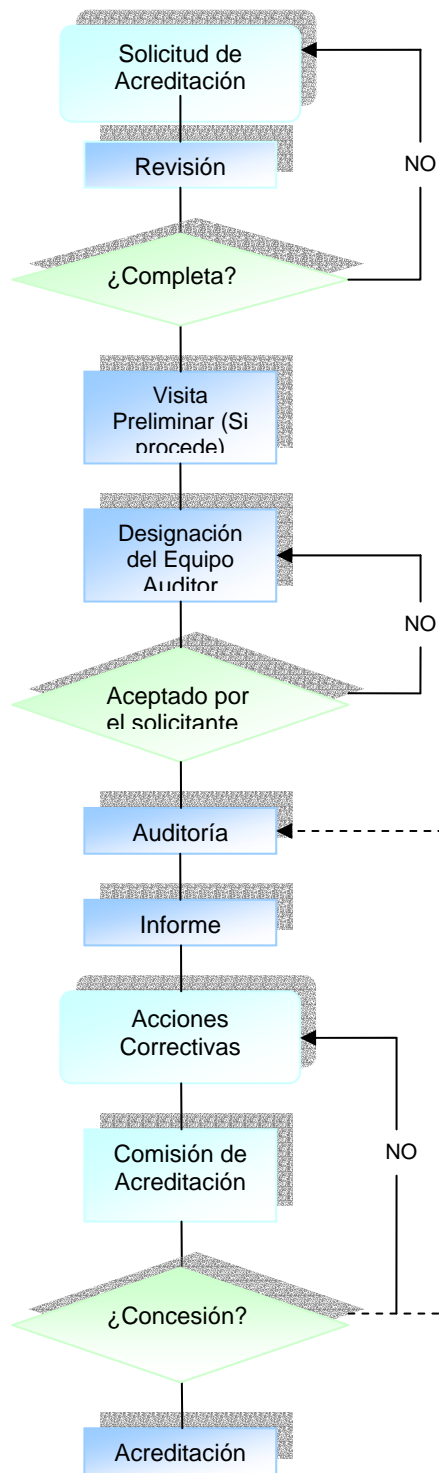 Solicitud de
Acreditación
NO
Revisión
¿Completa?
Visita
Preliminar (Si
procede)
Designación
del Equipo
Auditor
NO
Aceptado por
el solicitante
Auditoría
Informe
Acciones
Correctivas
NO
Comisión de
Acreditación
¿Concesión?
Acreditación